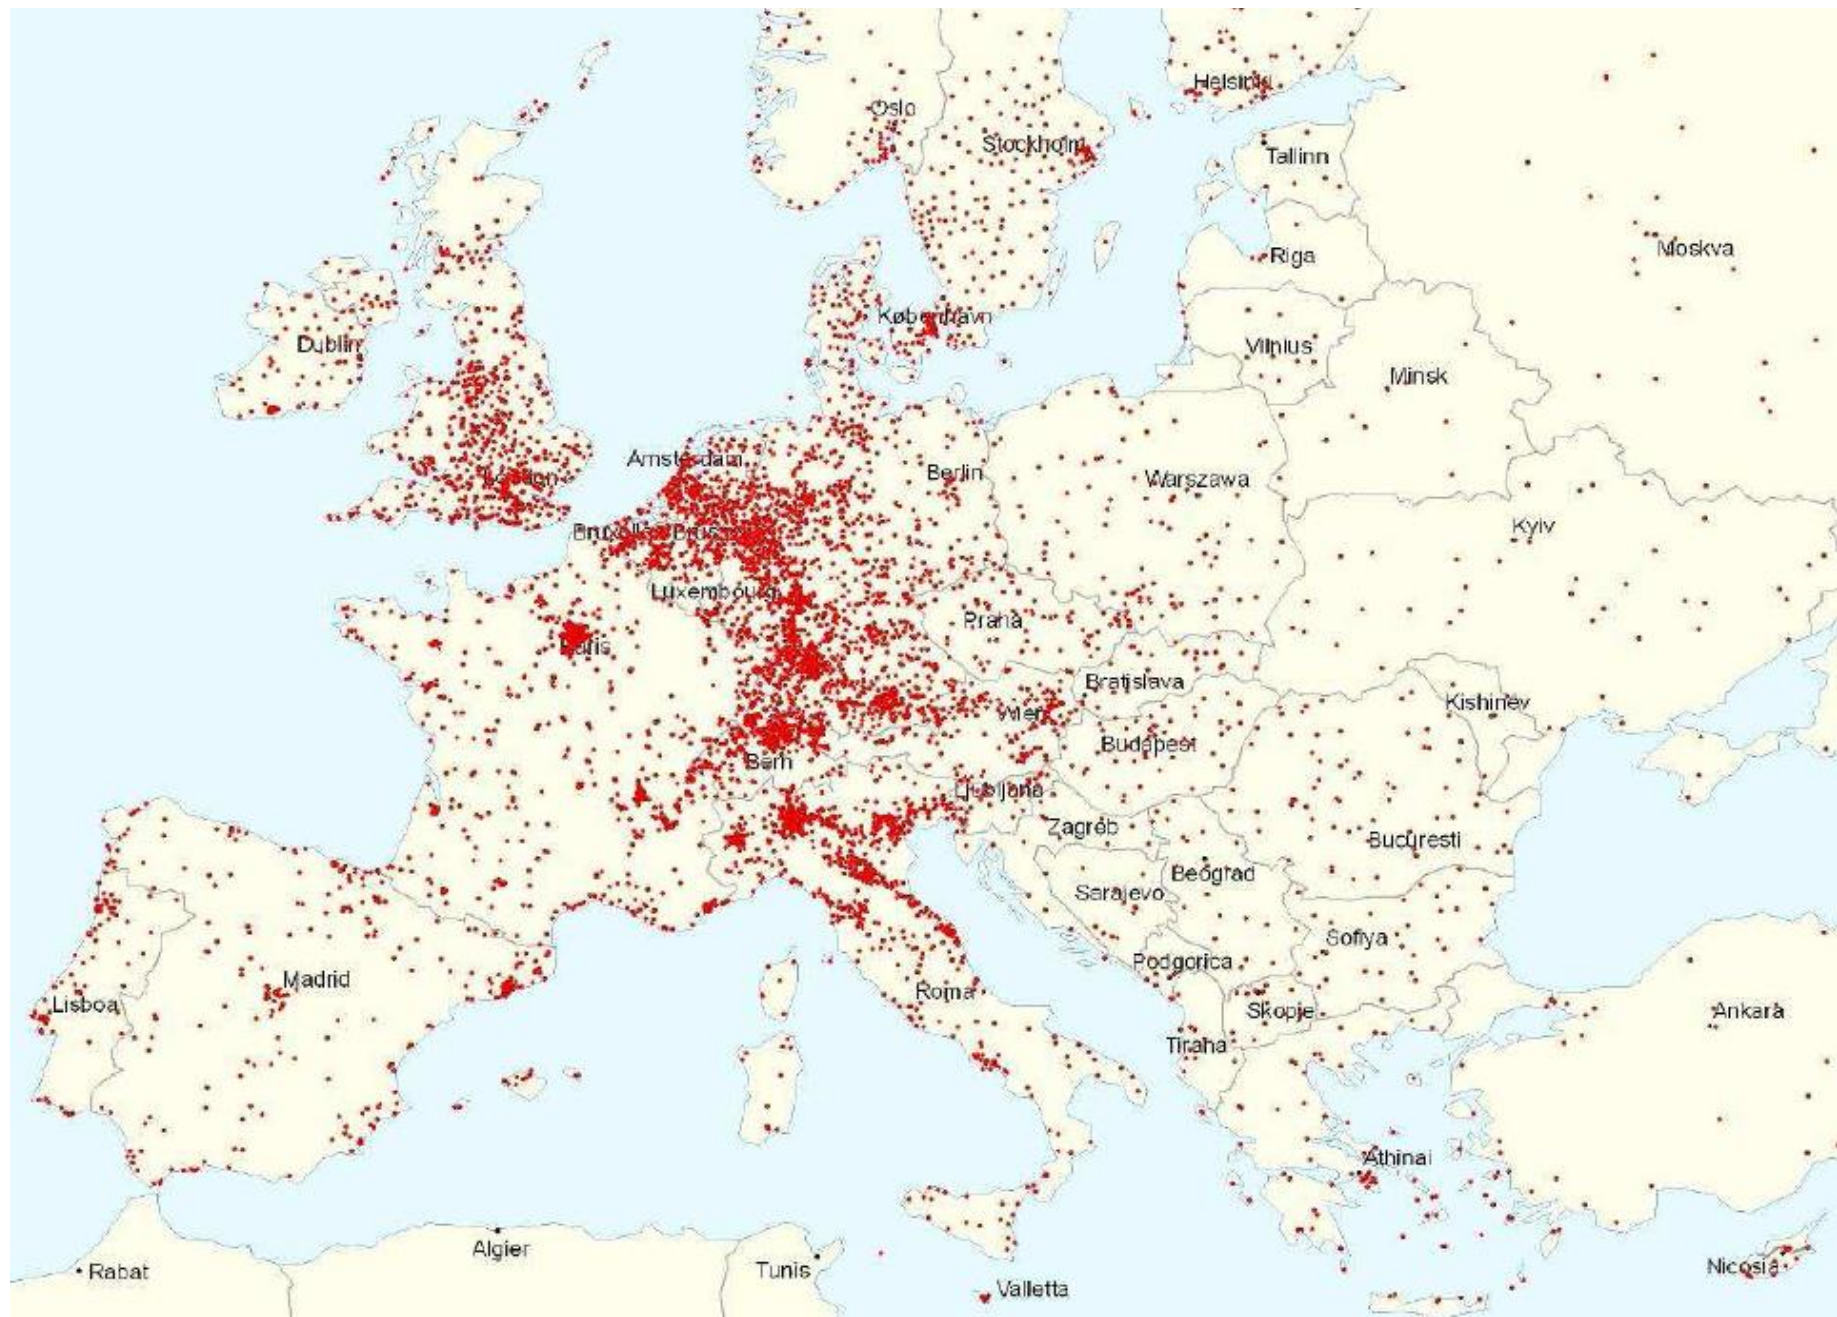 Helsinki
Oslo
Stockholm
Tallinn
Moskva
Riga
København
Dublin
Vilnius
Minsk
Amsterdam
Berlin
Warszawa
London
Kyiv
Luxembourg
Praha
Paris
Bratislava
Kishinev
Wien
Budapest
Bern
Ljubljana
Zagreb
Bucuresti
Beograd
Sarajevo
Sofiya
Podgorica
Madrid
Roma
Lisboa
Skopje
Ankara
Tirana
Athinai
Algier
Nicosia
Rabat
Tunis
Valletta